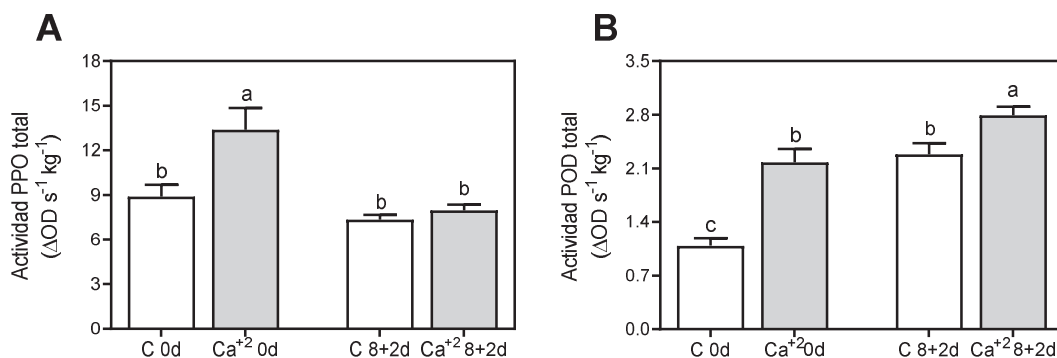 A
Actividad PPO total
(ΔOD s⁻¹ kg⁻¹)
18
15
12
9
6
3
0
b
a
b
b
C 0d
Ca⁺² 0d
C 8+2d
Ca⁺² 8+2d
B
Actividad POD total
(ΔOD s⁻¹ kg⁻¹)
3.5
2.8
2.1
1.4
0.7
0.0
c
b
b
a
C 0d
Ca⁺²0d
C 8+2d
Ca⁺² 8+2d